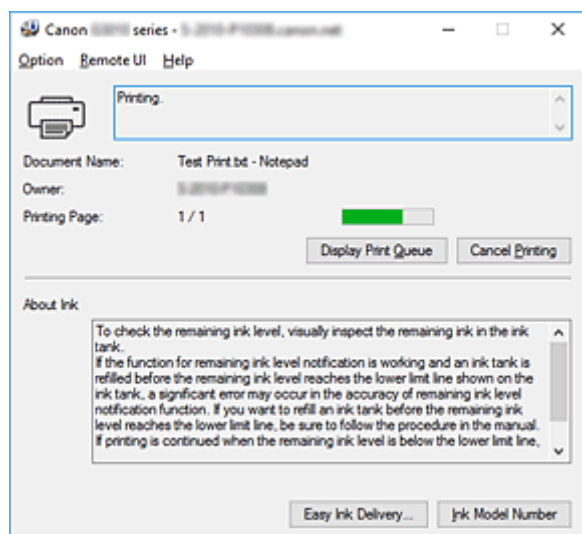 Canon series -
Option Remote UI Help
Printing.
Document Name: Test Print.txt - Notepad
Owner:
Printing Page: 1 / 1
Display Print Queue Cancel Printing
About Ink
To check the remaining ink level, visually inspect the remaining ink in the ink
tank.
If the function for remaining ink level notification is working and an ink tank is
refilled before the remaining ink level reaches the lower limit line shown on the
ink tank, a significant error may occur in the accuracy of remaining ink level
notification function. If you want to refill an ink tank before the remaining ink
level reaches the lower limit line, be sure to follow the procedure in the manual.
If printing is continued when the remaining ink level is below the lower limit line,
Easy Ink Delivery... Ink Model Number